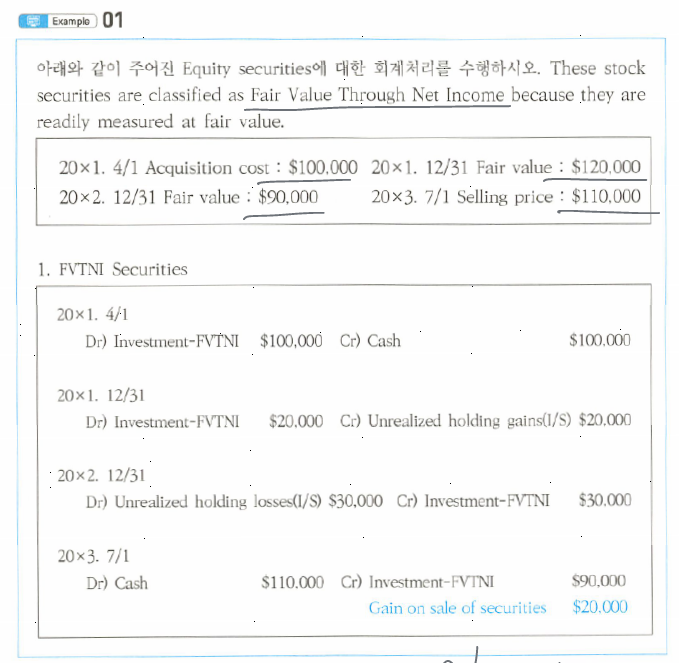 Example 01
아래와 같이 주어진 Equity securities에 대한 회계처리를 수행하시오. These stock
securities are classified as Fair Value Through Net Income because they are
readily measured at fair value.
20×1. 4/1 Acquisition cost : $100,000 20×1. 12/31 Fair value : $120,000
20×2. 12/31 Fair value : $90,000 20×3. 7/1 Selling price : $110,000
1. FVTNI Securities
20×1. 4/1
Dr) Investment-FVTNI $100,000 Cr) Cash $100,000
20×1. 12/31
Dr) Investment-FVTNI $20,000 Cr) Unrealized holding gains(I/S) $20,000
20×2. 12/31
Dr) Unrealized holding losses(I/S) $30,000 Cr) Investment-FVTNI $30,000
20×3. 7/1
Dr) Cash $110,000 Cr) Investment-FVTNI $90,000
Gain on sale of securities $20,000